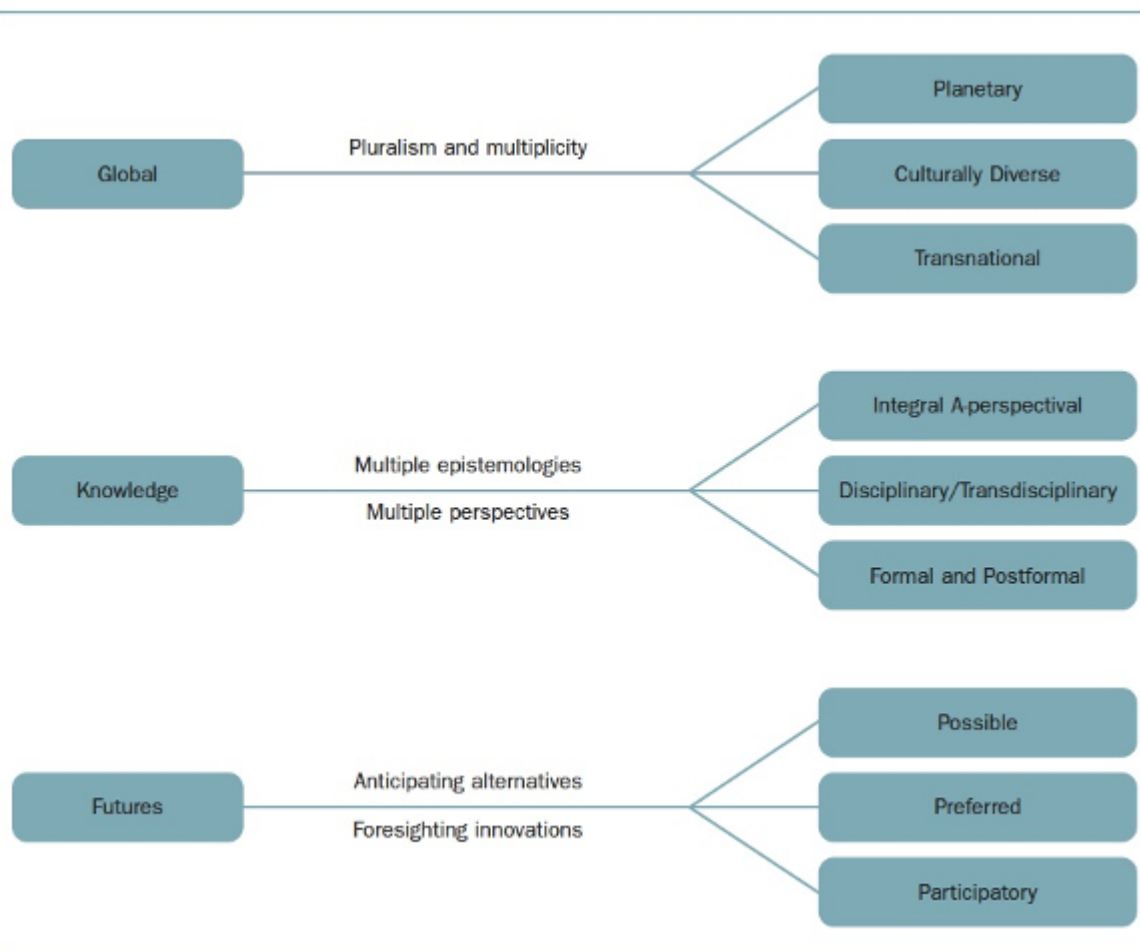 Planetary
Global
Pluralism and multiplicity
Culturally Diverse
Transnational
Integral A-perspectival
Knowledge
Multiple epistemologies
Multiple perspectives
Disciplinary/Transdisciplinary
Formal and Postformal
Possible
Futures
Anticipating alternatives
Foresighting innovations
Preferred
Participatory